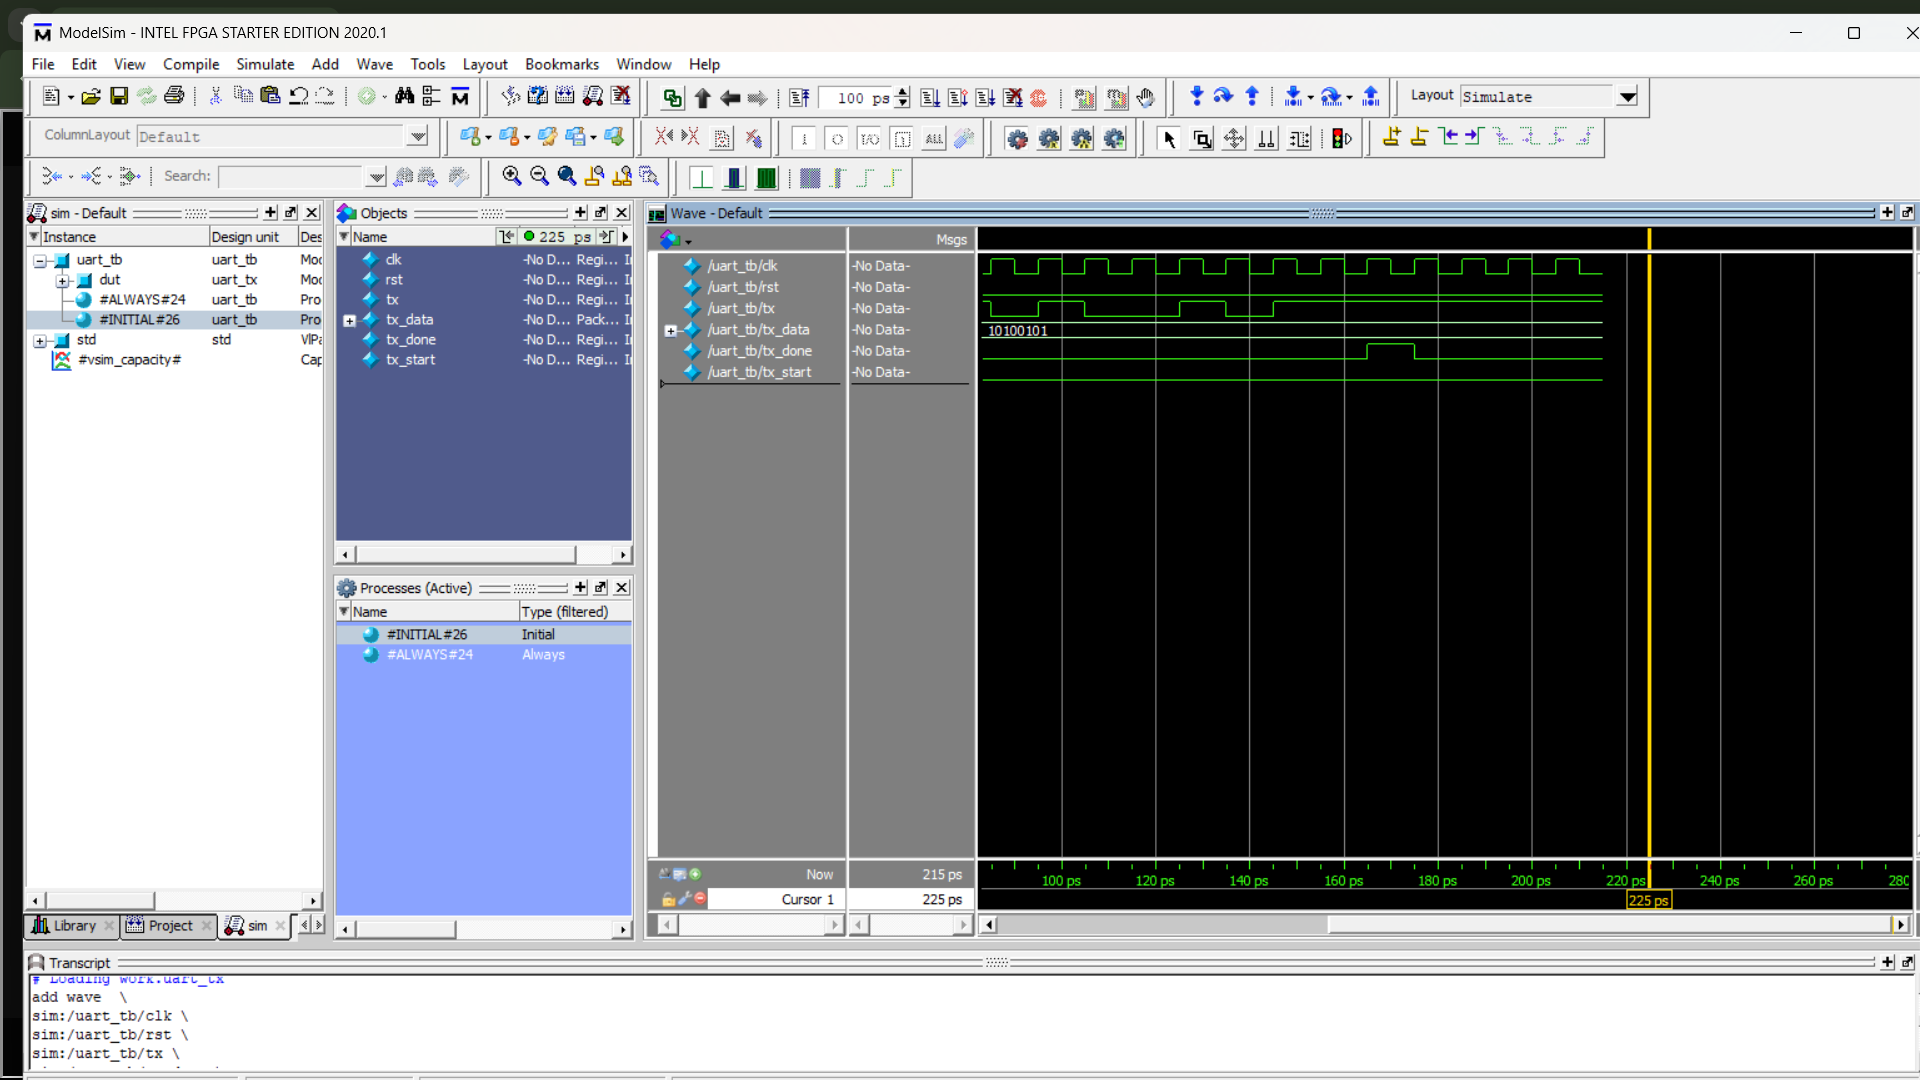 ModelSim - INTEL FPGA STARTER EDITION 2020.1
File Edit View Compile Simulate Add Wave Tools Layout Bookmarks Window Help
100 ps
Layout Simulate
ColumnLayout Default
Search:
sim - Default
Instance Design unit
uart_tb uart_tb
dut uart_tx
#ALWAYS#24 uart_tb Pro
#INITIAL#26 uart_tb Pro
std std
#vsim_capacity# Cap
Library Project sim
Objects
Name 225 ps
clk -No D... Regi...
rst -No D... Regi...
tx -No D... Regi...
tx_data -No D... Pack...
tx_done -No D... Regi...
tx_start -No D... Regi...
Processes (Active)
Name Type (filtered)
#INITIAL#26 Initial
#ALWAYS#24 Always
Wave - Default
Msgs
/uart_tb/clk -No Data-
/uart_tb/rst -No Data-
/uart_tb/tx -No Data-
/uart_tb/tx_data -No Data- 10100101
/uart_tb/tx_done -No Data-
/uart_tb/tx_start -No Data-
Now 215 ps
Cursor 1 225 ps
100 ps 120 ps 140 ps 160 ps 180 ps 200 ps 220 ps 240 ps 260 ps 280
225 ps
Transcript
# Loading work.uart_tx
add wave \
sim:/uart_tb/clk \
sim:/uart_tb/rst \
sim:/uart_tb/tx \